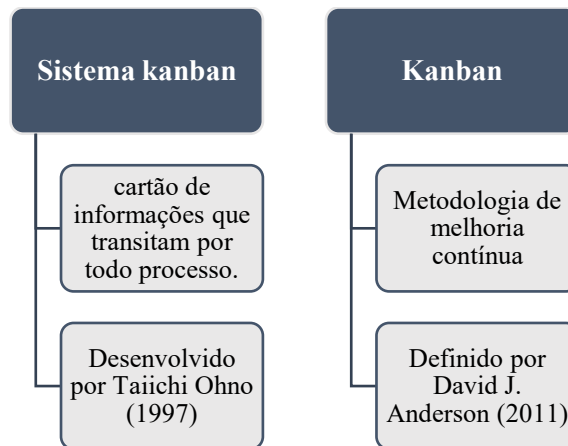 Sistema kanban
cartão de
informações que
transitam por
todo processo.
Desenvolvido
por Taiichi Ohno
(1997)
Kanban
Metodologia de
melhoria
contínua
Definido por
David J.
Anderson (2011)